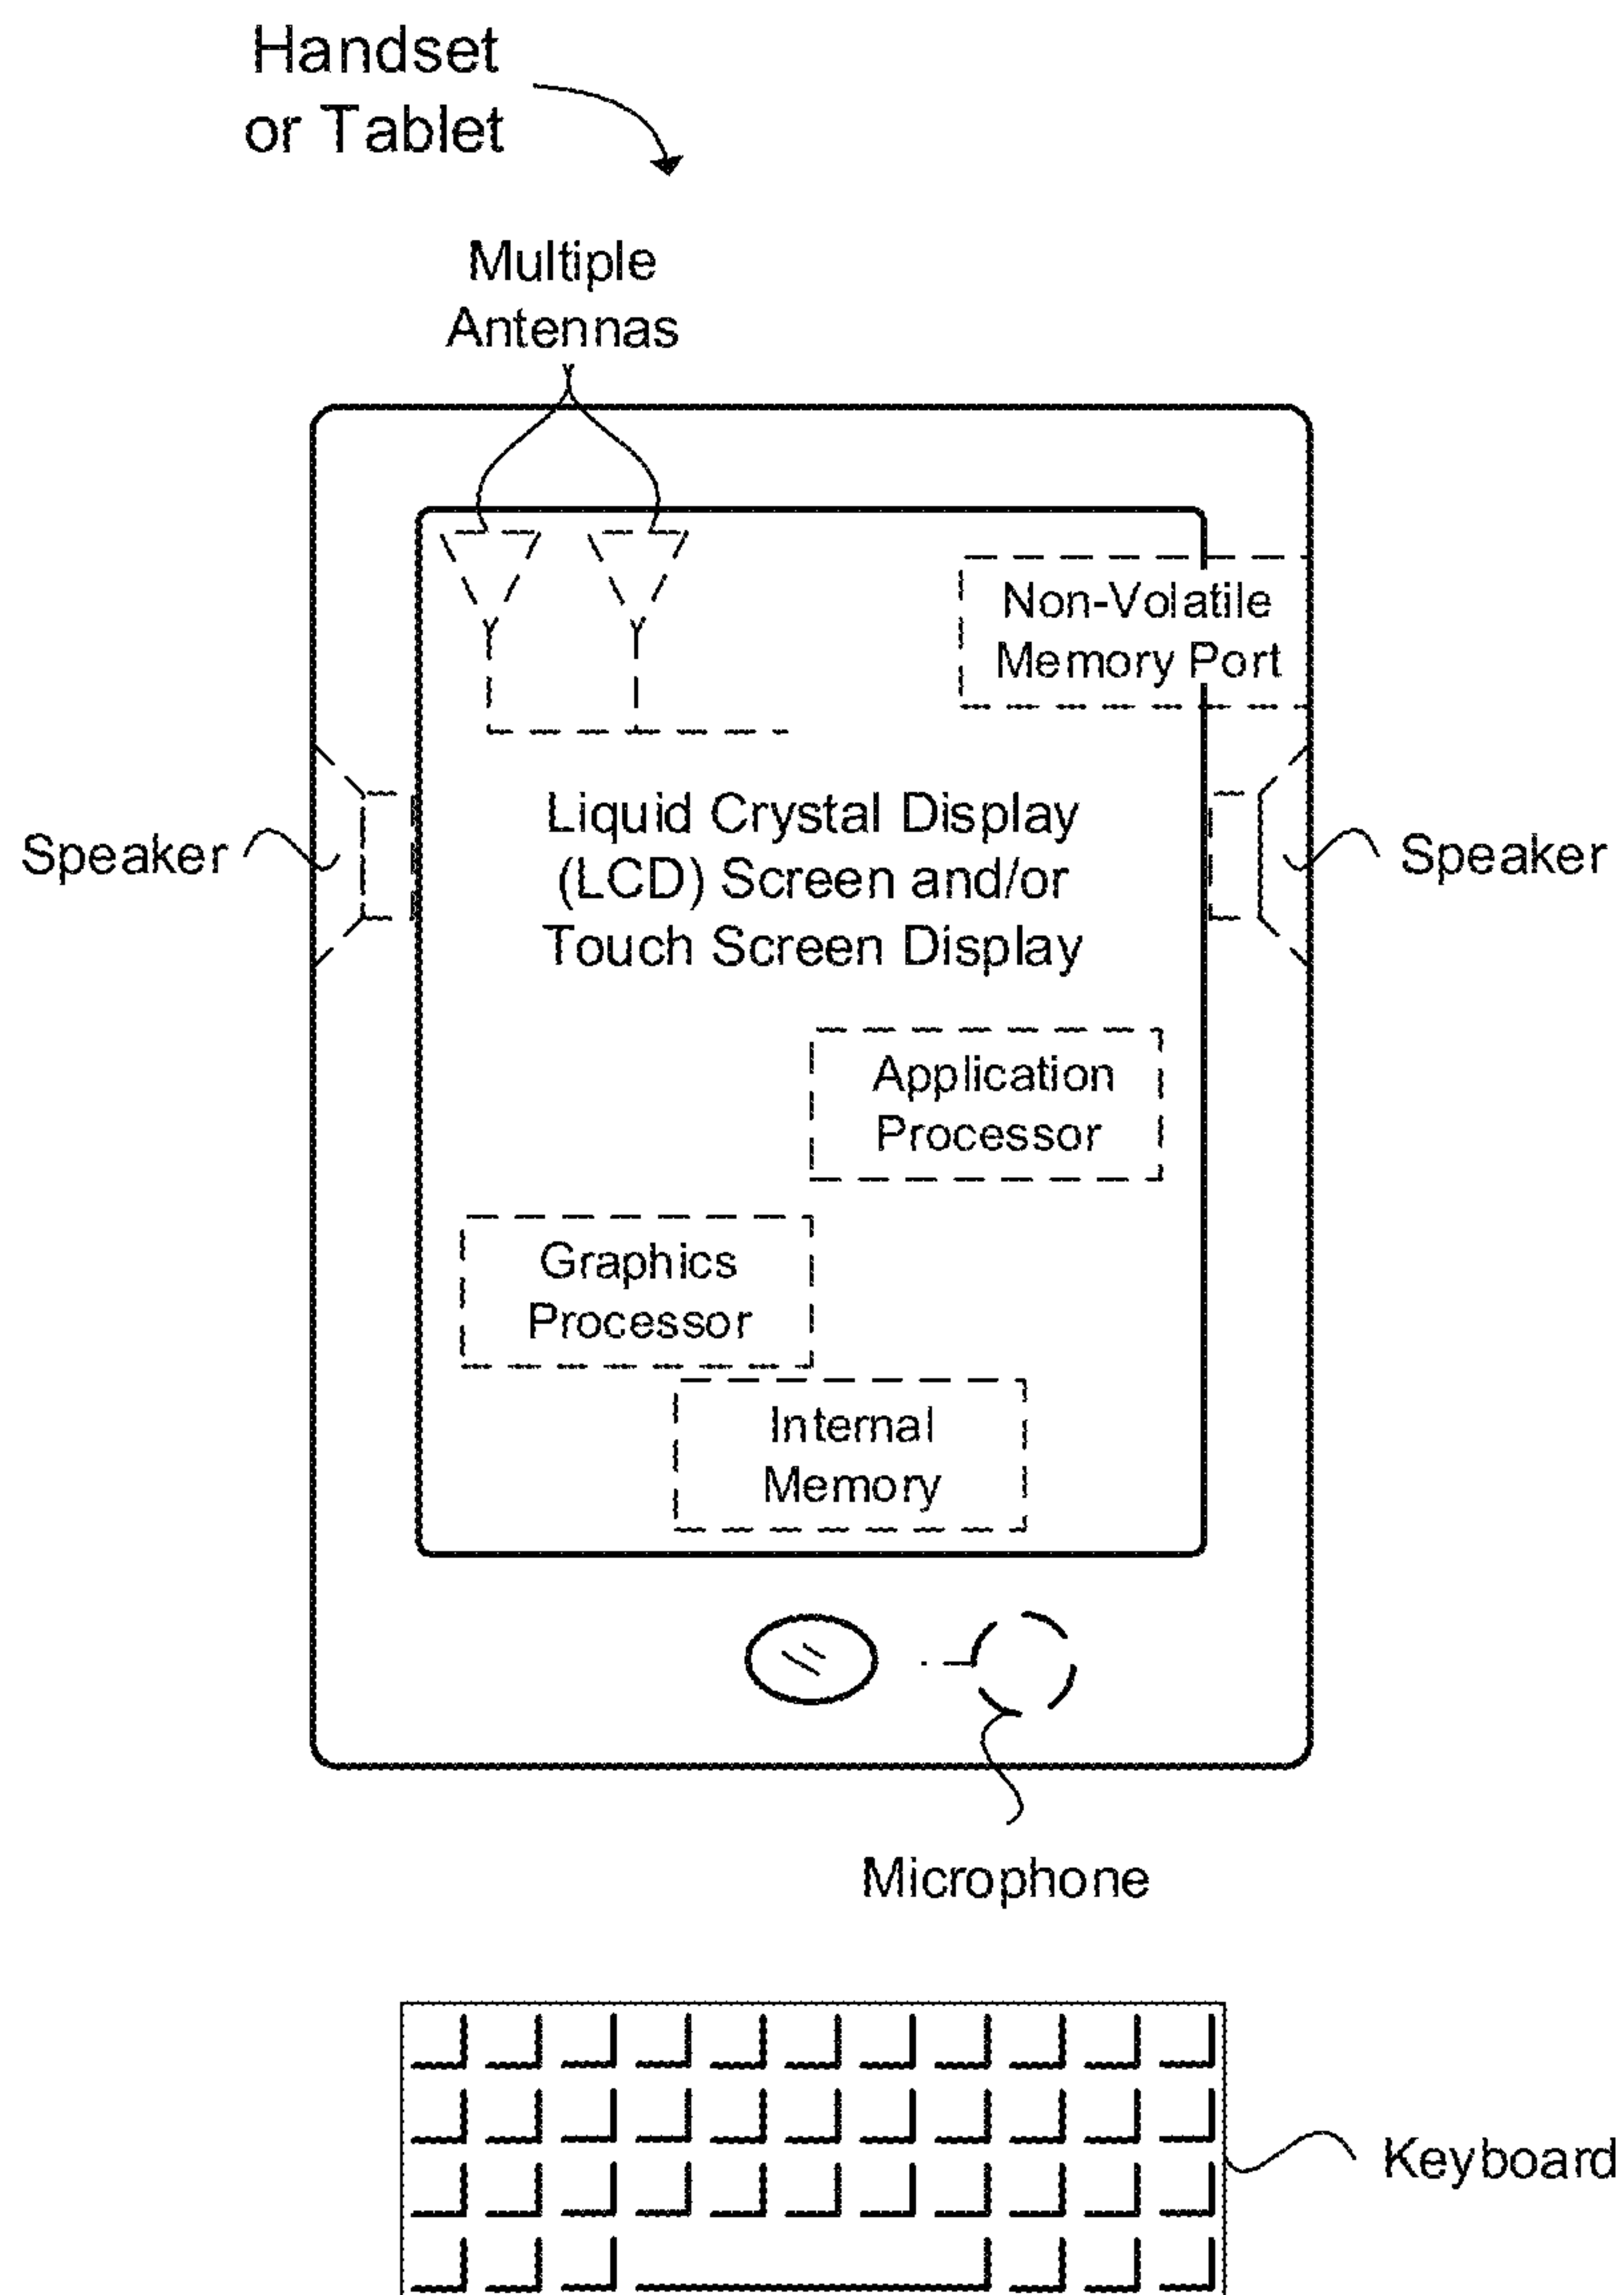 Handset
or Tablet
Multiple
Antennas
Non-Volatile
Memory Port
Speaker
Liquid Crystal Display
(LCD) Screen and/or
Touch Screen Display
Speaker
Application
Processor
Graphics
Processor
Internal
Memory
Microphone
Keyboard